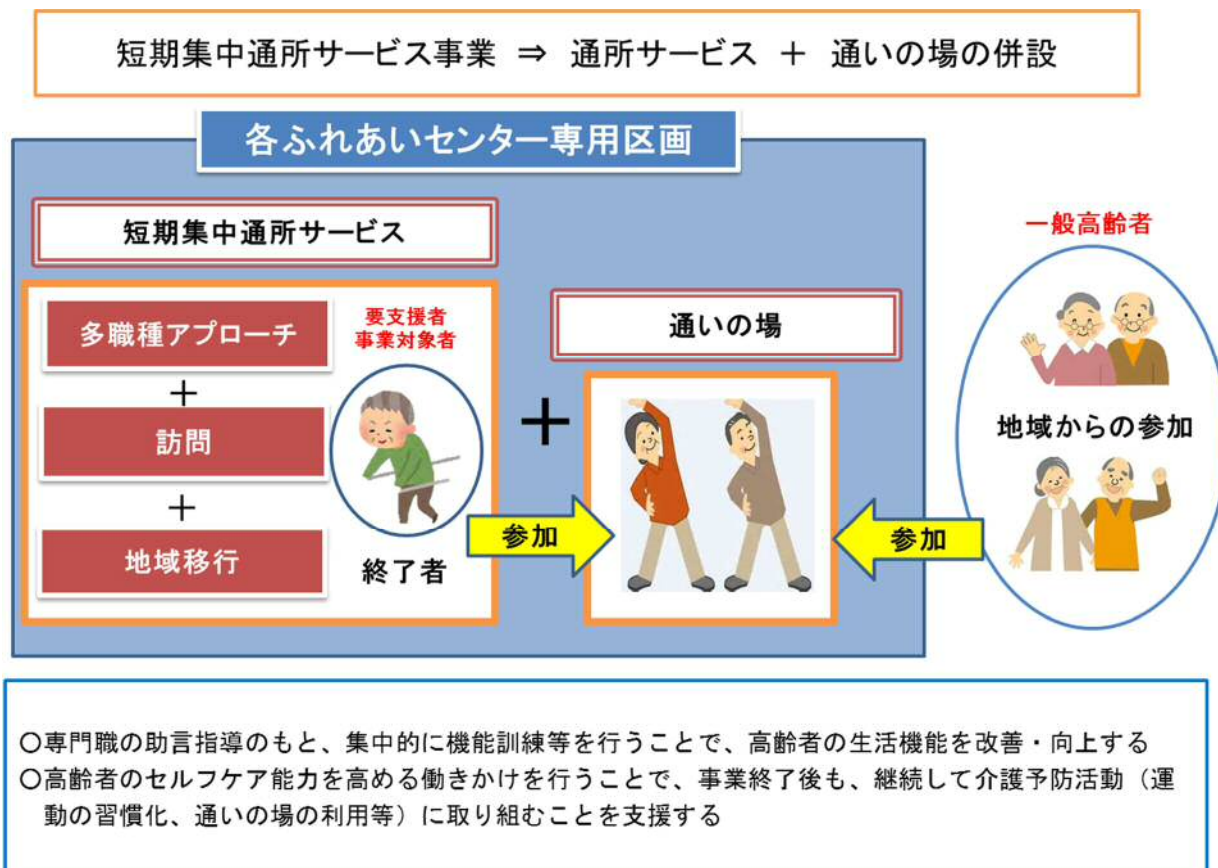 短期集中通所サービス事業 ⇒ 通所サービス + 通いの場の併設
各ふれあいセンター専用区画
短期集中通所サービス
多職種アプローチ
+
訪問
+
地域移行
要支援者
事業対象者
終了者
+
参加
通いの場
参加
一般高齢者
地域からの参加
○専門職の助言指導のもと、集中的に機能訓練等を行うことで、高齢者の生活機能を改善・向上する
○高齢者のセルフケア能力を高める働きかけを行うことで、事業終了後も、継続して介護予防活動（運
動の習慣化、通いの場の利用等）に取り組むことを支援する